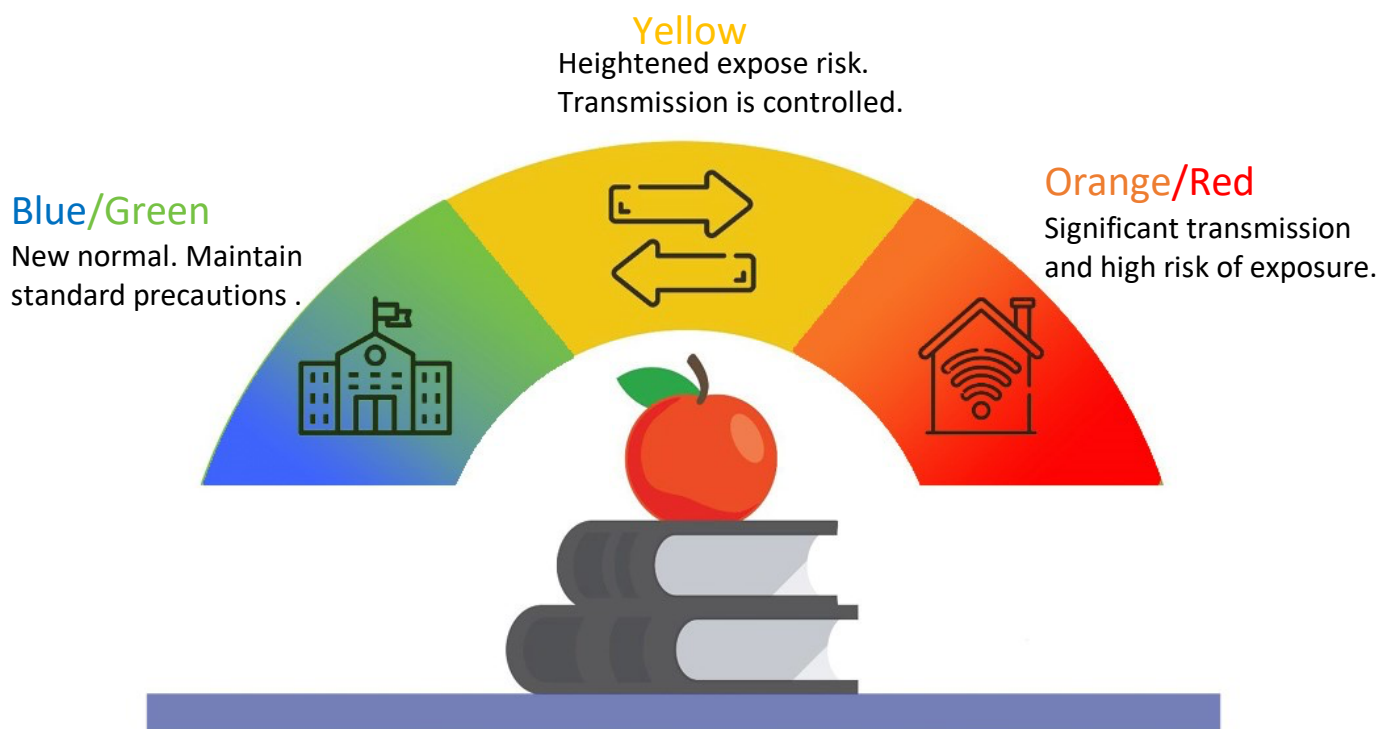 Yellow
Heightened expose risk.
Transmission is controlled.
Blue/Green
New normal. Maintain
standard precautions .
Orange/Red
Significant transmission
and high risk of exposure.